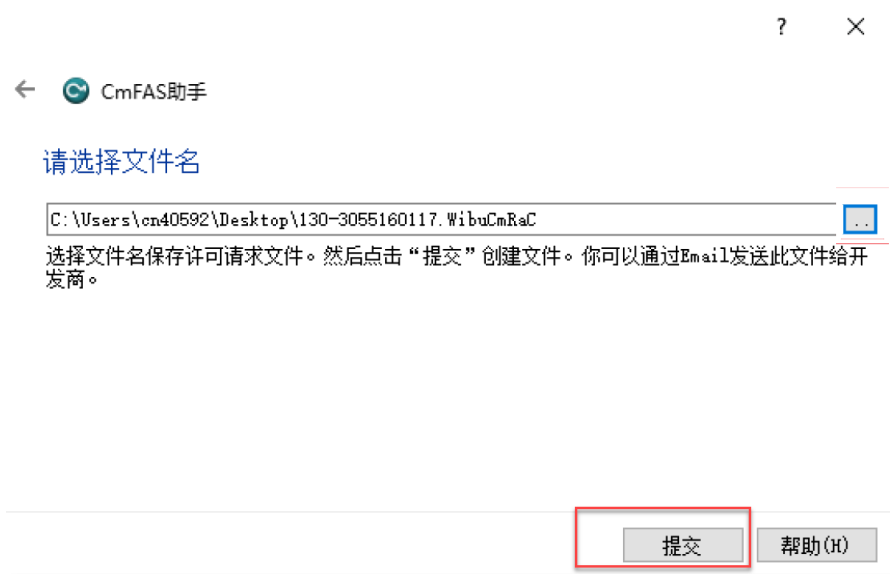 ?
CmFAS助手
请选择文件名
C:\Users\cn40592\Desktop\130-3055160117.WibuCmRaC
..
选择文件名保存许可请求文件。然后点击“提交”创建文件。你可以通过Email发送此文件给开
发商。
提交 帮助(H)